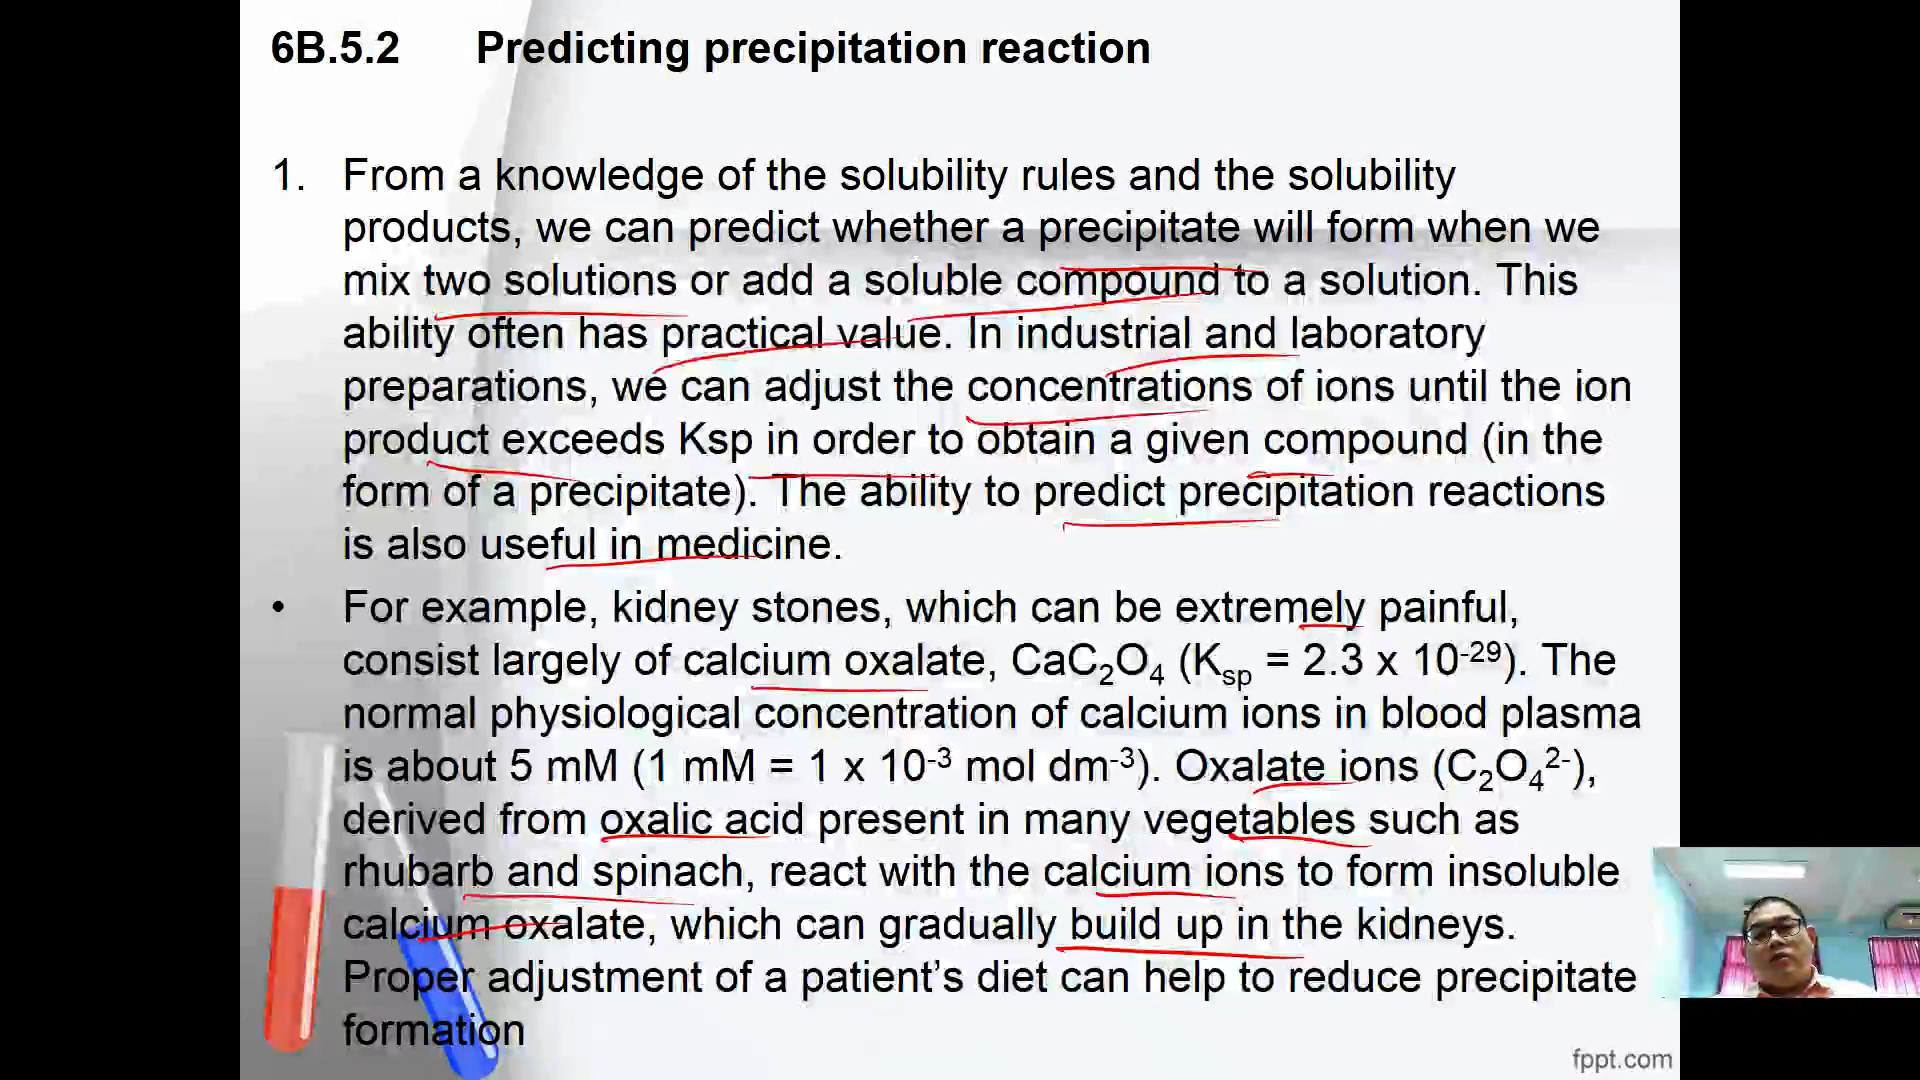 6B.5.2 Predicting precipitation reaction
1. From a knowledge of the solubility rules and the solubility
products, we can predict whether a precipitate will form when we
mix two solutions or add a soluble compound to a solution. This
ability often has practical value. In industrial and laboratory
preparations, we can adjust the concentrations of ions until the ion
product exceeds Ksp in order to obtain a given compound (in the
form of a precipitate). The ability to predict precipitation reactions
is also useful in medicine.
• For example, kidney stones, which can be extremely painful,
consist largely of calcium oxalate, CaC₂O₄ (Kₛₚ = 2.3 x 10⁻²⁹). The
normal physiological concentration of calcium ions in blood plasma
is about 5 mM (1 mM = 1 x 10⁻³ mol dm⁻³). Oxalate ions (C₂O₄²⁻),
derived from oxalic acid present in many vegetables such as
rhubarb and spinach, react with the calcium ions to form insoluble
calcium oxalate, which can gradually build up in the kidneys.
Proper adjustment of a patient’s diet can help to reduce precipitate
formation
fppt.com